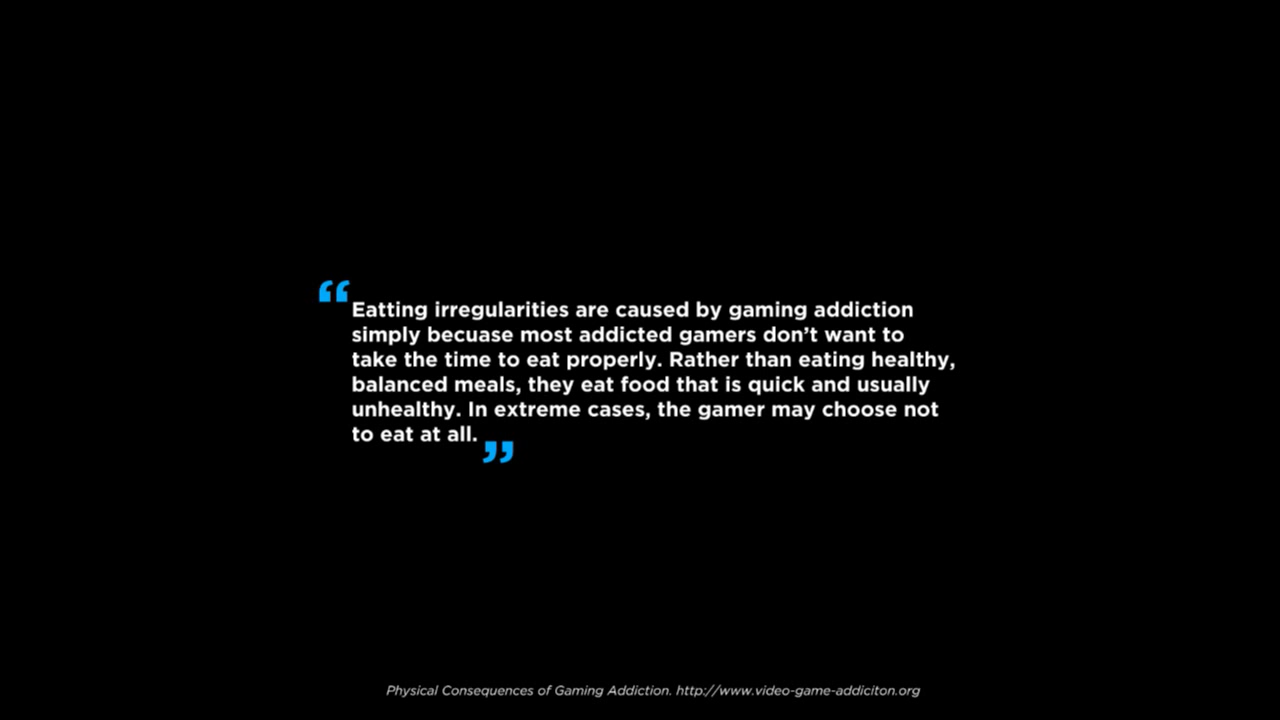 “Eatting irregularities are caused by gaming addiction
simply becuase most addicted gamers don’t want to
take the time to eat properly. Rather than eating healthy,
balanced meals, they eat food that is quick and usually
unhealthy. In extreme cases, the gamer may choose not
to eat at all.”
Physical Consequences of Gaming Addiction. http://www.video-game-addiciton.org